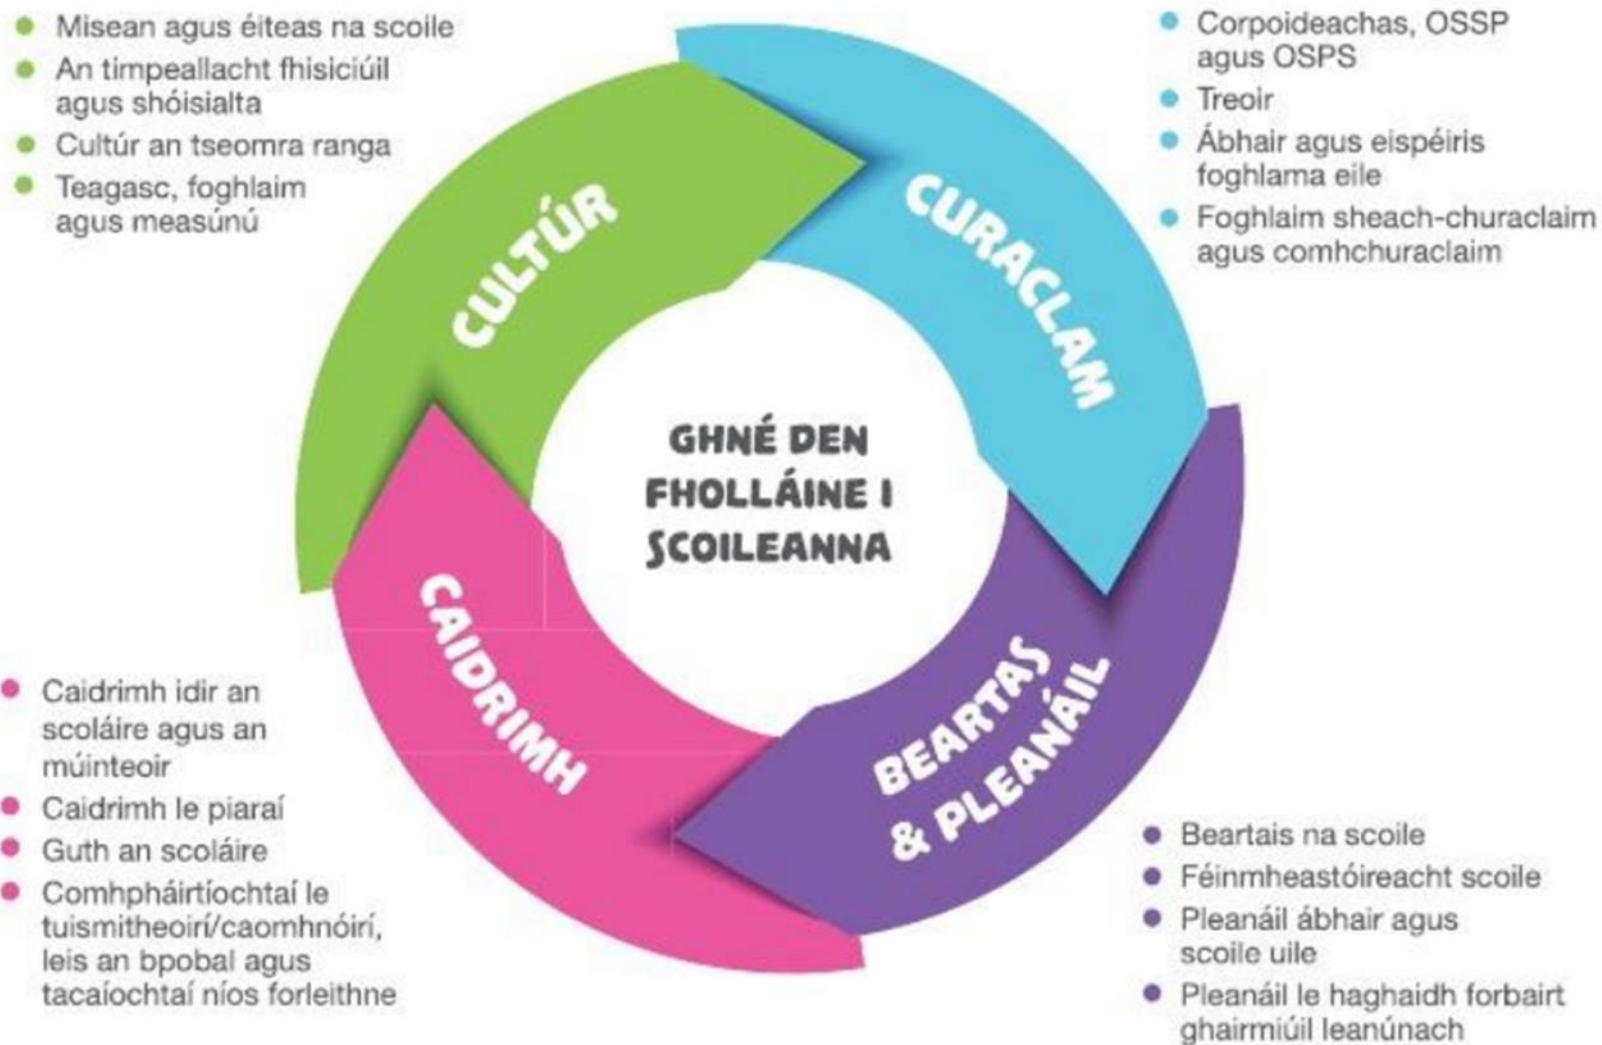 Misean agus éiteas na scoile
An timpeallacht fhisiciúil
agus shóisialta
Cultúr an tseomra ranga
Teagasc, foghlaim
agus measúnú
Corpoideachas, OSSP
agus OSPS
Treoir
Ábhair agus eispéiris
foghlama eile
Foghlaim sheach-churaclaim
agus comhchuraclaim
CULTÚR
CURACLAM
GHNÉ DEN
FHOLLÁINE I
SCOILEANNA
CAIDRIMH
BEARTAS
& PLEANÁIL
Caidrimh idir an
scoláire agus an
múinteoir
Caidrimh le piaraí
Guth an scoláire
Comhpháirtíochtaí le
tuismitheoirí/caomhnóirí,
leis an bpobal agus
tacaíochtaí níos forleithne
Beartais na scoile
Féinmheastóireacht scoile
Pleanáil ábhair agus
scoile uile
Pleanáil le haghaidh forbairt
ghairmiúil leanúnach